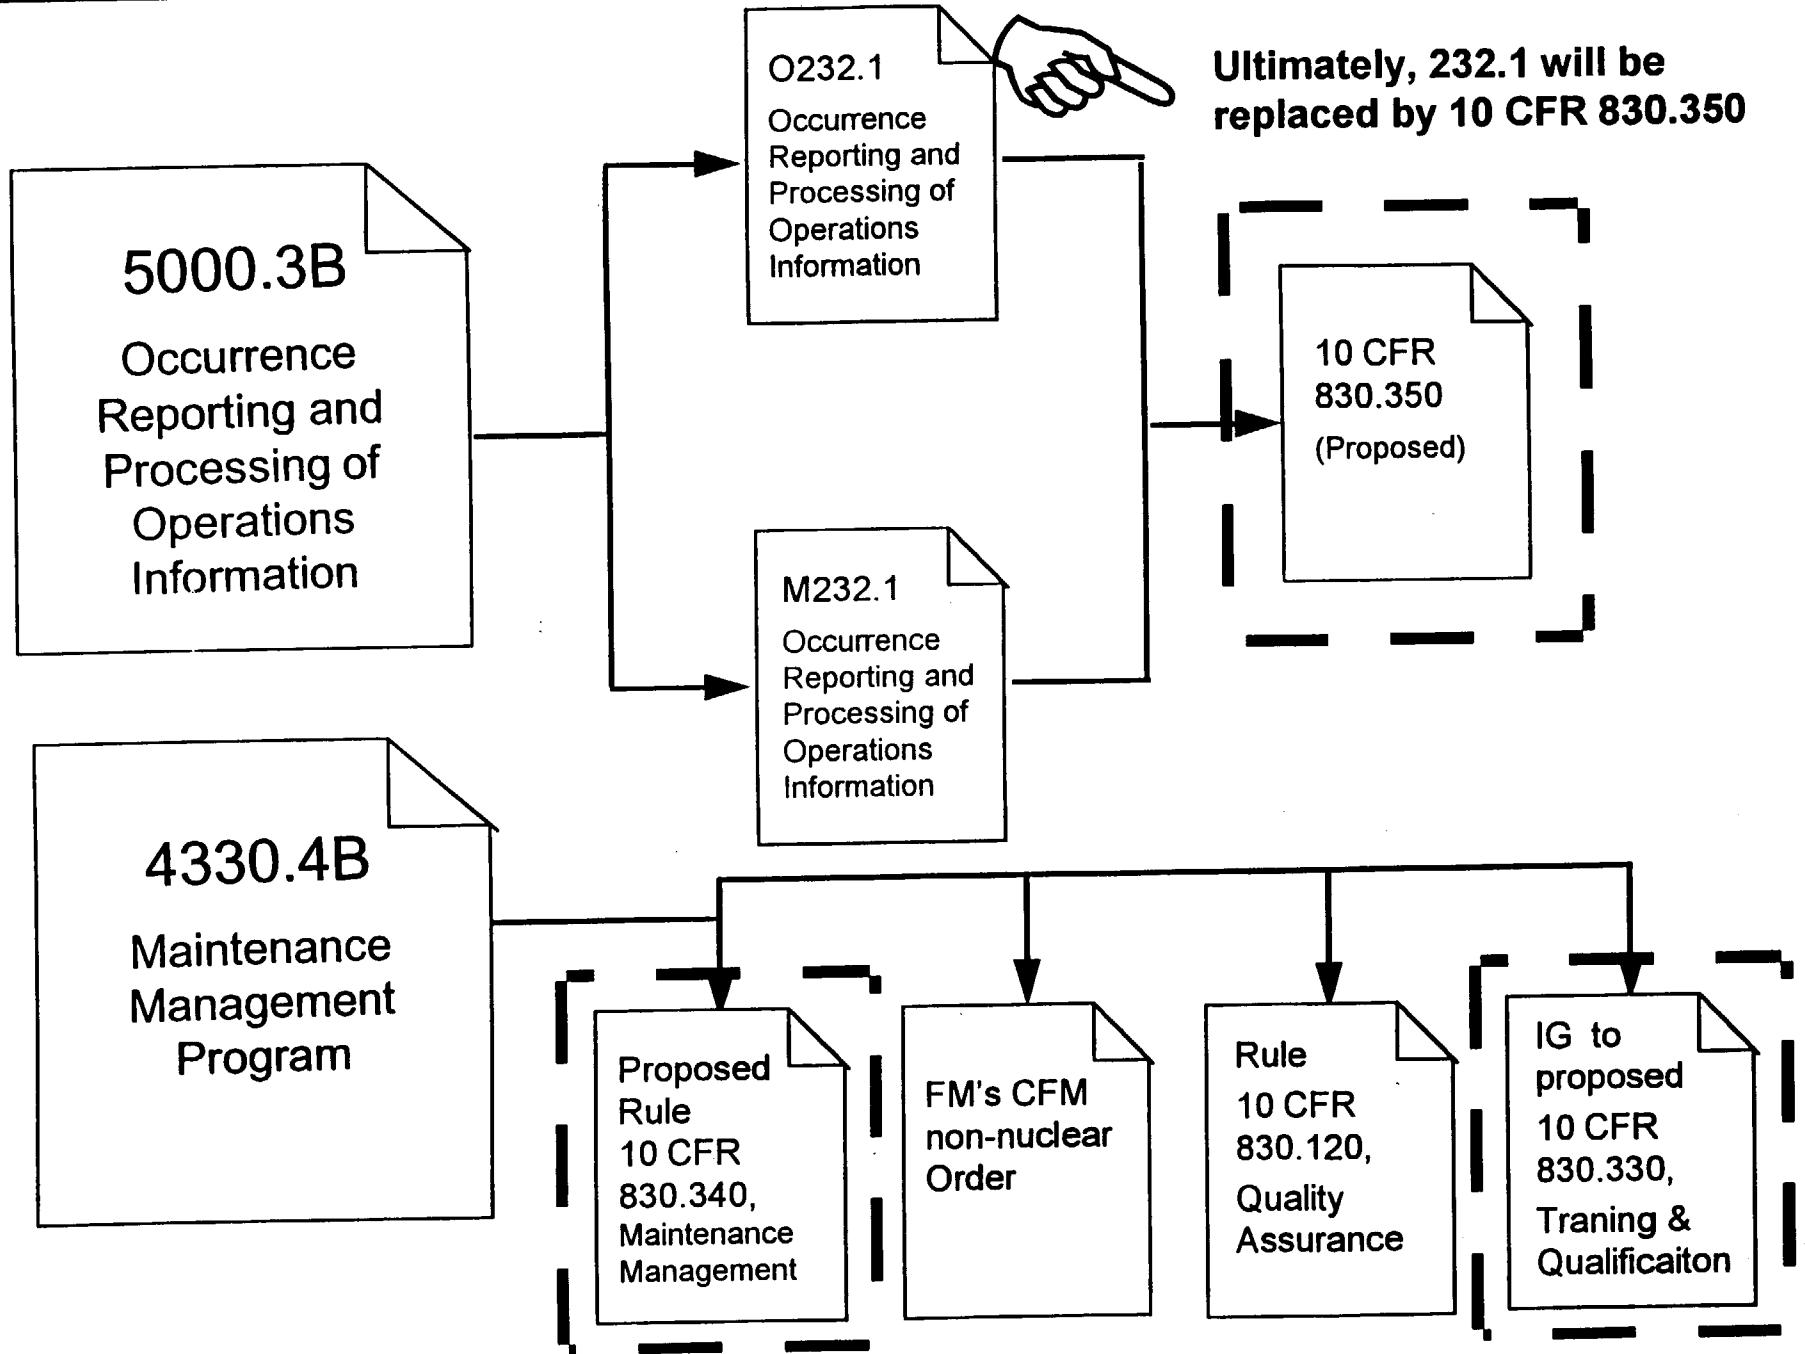 O232.1
Occurrence
Reporting and
Processing of
Operations
Information
Ultimately, 232.1 will be
replaced by 10 CFR 830.350
5000.3B
Occurrence
Reporting and
Processing of
Operations
Information
10 CFR
830.350
(Proposed)
M232.1
Occurrence
Reporting and
Processing of
Operations
Information
4330.4B
Maintenance
Management
Program
Proposed
Rule
10 CFR
830.340,
Maintenance
Management
FM's CFM
non-nuclear
Order
Rule
10 CFR
830.120,
Quality
Assurance
IG to
proposed
10 CFR
830.330,
Traning &
Qualificaiton